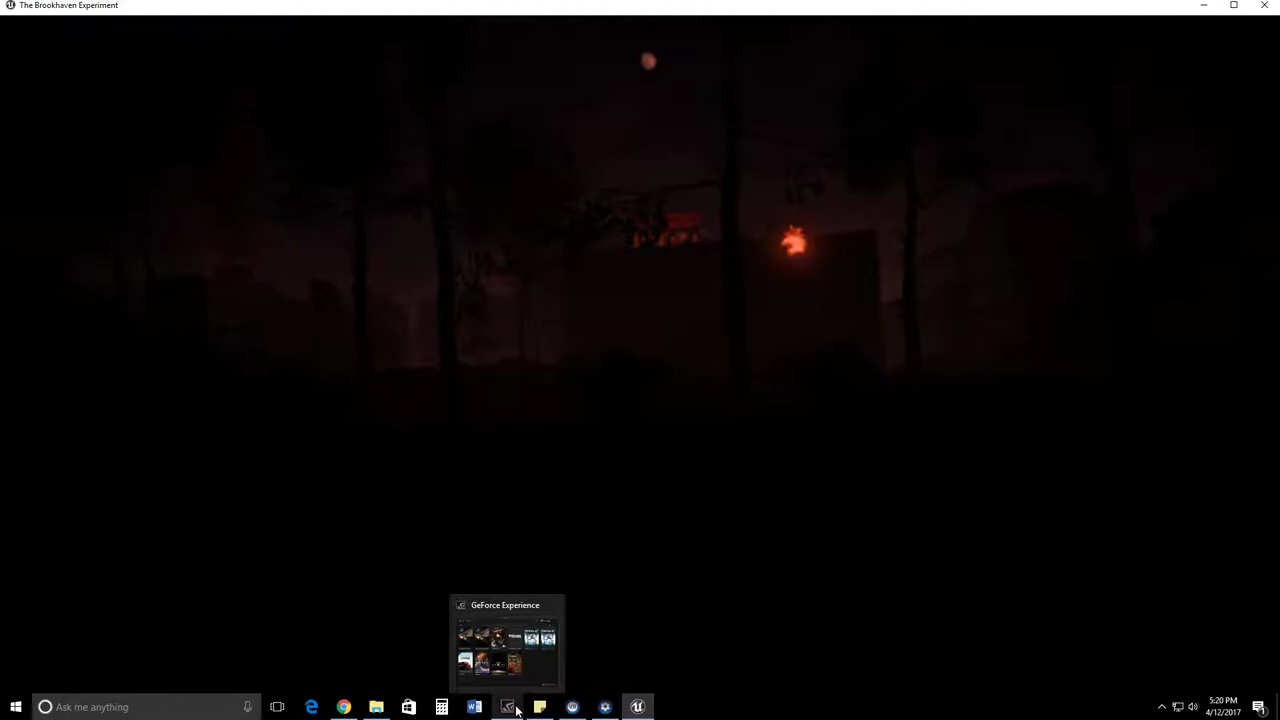 The Brookhaven Experiment
GeForce Experience
Ask me anything
5:20 PM
4/12/2017